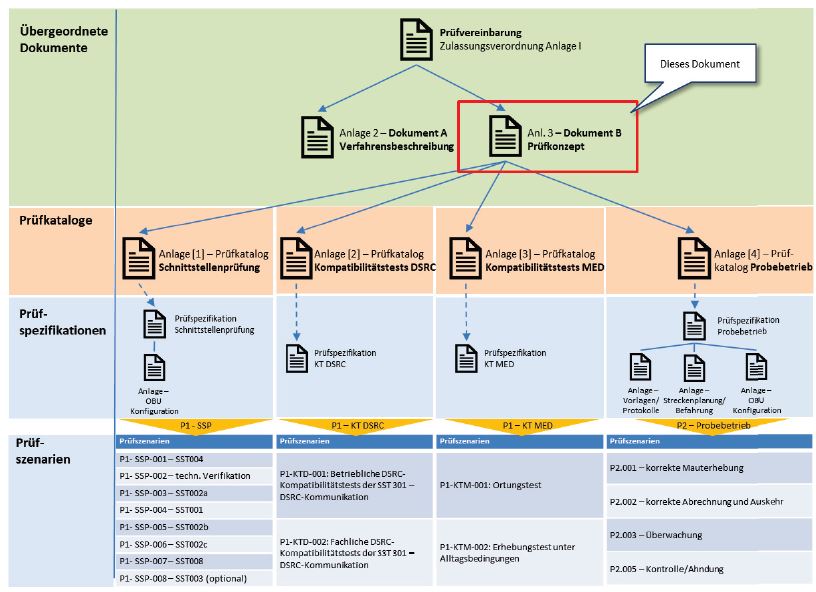 Übergeordnete
Dokumente
Prüfvereinbarung
Zulassungsverordnung Anlage I
Dieses Dokument
Anlage 2 – Dokument A
Verfahrensbeschreibung
Anl. 3 – Dokument B
Prüfkonzept
Prüfkataloge
Anlage [1] – Prüfkatalog
Schnittstellenprüfung
Anlage [2] – Prüfkatalog
Kompatibilitätstests DSRC
Anlage [3] – Prüfkatalog
Kompatibilitätstests MED
Anlage [4] – Prüf-
katalog Probebetrieb
Prüf-
spezifikationen
Prüfspezifikation
Schnittstellenprüfung
Anlage –
OBU
Konfiguration
Prüfspezifikation
KT DSRC
Prüfspezifikation
KT MED
Prüfspezifikation
Probebetrieb
Anlage –
Vorlagen/
Protokolle
Anlage –
Streckenplanung/
Befahrung
Anlage –
OBU
Konfiguration
P1 - SSP
P1 – KT DSRC
P1 – KT MED
P2 – Probebetrieb
Prüf-
szenarien
Prüfszenarien
P1- SSP-001 – SST004
P1- SSP-002 – techn. Verifikation
P1- SSP-003 – SST002a
P1- SSP-004 – SST001
P1- SSP-005 – SST002b
P1- SSP-006 – SST002c
P1- SSP-007 – SST008
P1- SSP-008 – SST003 (optional)
Prüfszenarien
P1-KTD-001: Betriebliche DSRC-
Kompatibilitätstests der SST 301 –
DSRC-Kommunikation
P1-KTD-002: Fachliche DSRC-
Kompatibilitätstests der SST 301 –
DSRC-Kommunikation
Prüfszenarien
P1-KTM-001: Ortungstest
P1-KTM-002: Erhebungstest unter
Alltagsbedingungen
Prüfszenarien
P2.001 – korrekte Mauterhebung
P2.002 – korrekte Abrechnung und Auskehr
P2.003 – Überwachung
P2.005 – Kontrolle/Ahndung